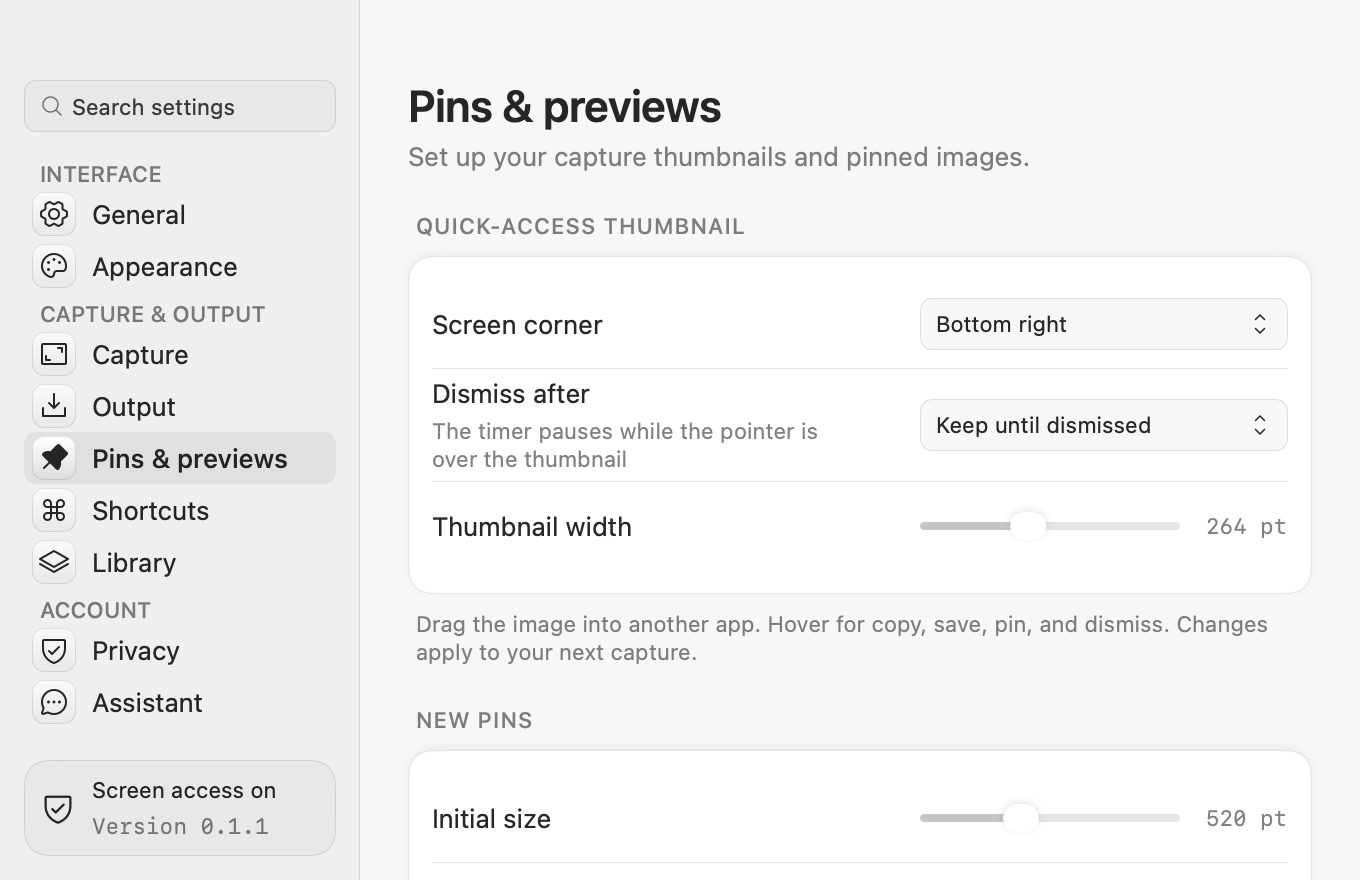 Search settings
INTERFACE
General
Appearance
CAPTURE & OUTPUT
Capture
Output
Pins & previews
Shortcuts
Library
ACCOUNT
Privacy
Assistant
Screen access on
Version 0.1.1
Pins & previews
Set up your capture thumbnails and pinned images.
QUICK-ACCESS THUMBNAIL
Screen corner
Bottom right
Dismiss after
The timer pauses while the pointer is
over the thumbnail
Keep until dismissed
Thumbnail width
264 pt
Drag the image into another app. Hover for copy, save, pin, and dismiss. Changes
apply to your next capture.
NEW PINS
Initial size
520 pt